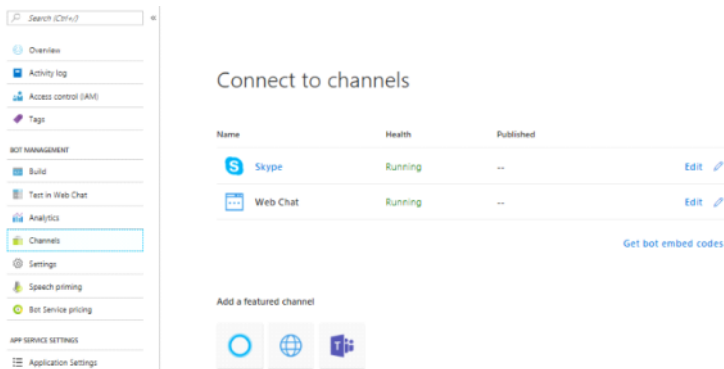 Search (Ctrl+/)
«
Overview
Activity log
Access control (IAM)
Tags
BOT MANAGEMENT
Build
Test in Web Chat
Analytics
Channels
Settings
Speech priming
Bot Service pricing
APP SERVICE SETTINGS
Application Settings
Connect to channels
Name Health Published
Skype Running -- Edit
Web Chat Running -- Edit
Get bot embed codes
Add a featured channel
T